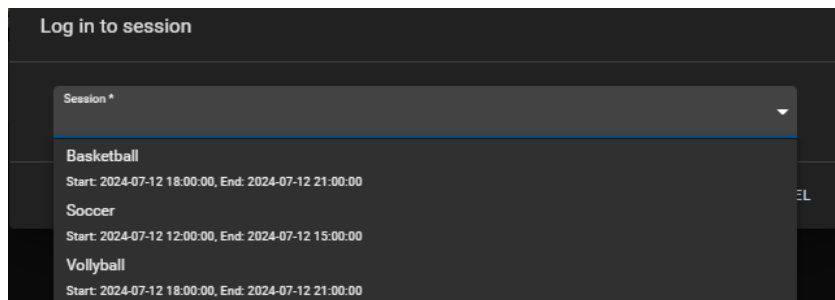 Log in to session
Session *
Basketball
Start: 2024-07-12 18:00:00, End: 2024-07-12 21:00:00
EL
Soccer
Start: 2024-07-12 12:00:00, End: 2024-07-12 15:00:00
Vollyball
Start: 2024-07-12 18:00:00, End: 2024-07-12 21:00:00